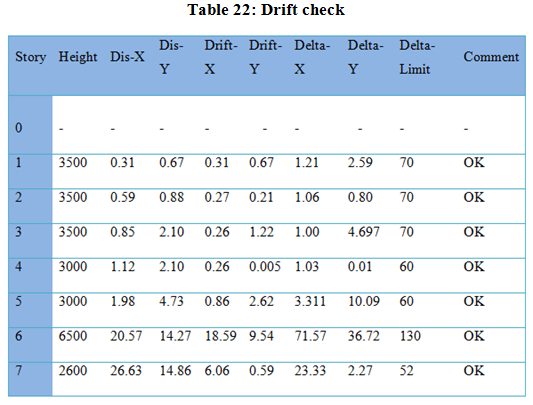 Table 22: Drift check
Story Height Dis-X Dis-Y Drift-X Drift-Y Delta-X Delta-Y Delta-Limit Comment
0 - - - - - - - - -
1 3500 0.31 0.67 0.31 0.67 1.21 2.59 70 OK
2 3500 0.59 0.88 0.27 0.21 1.06 0.80 70 OK
3 3500 0.85 2.10 0.26 1.22 1.00 4.697 70 OK
4 3000 1.12 2.10 0.26 0.005 1.03 0.01 60 OK
5 3000 1.98 4.73 0.86 2.62 3.311 10.09 60 OK
6 6500 20.57 14.27 18.59 9.54 71.57 36.72 130 OK
7 2600 26.63 14.86 6.06 0.59 23.33 2.27 52 OK